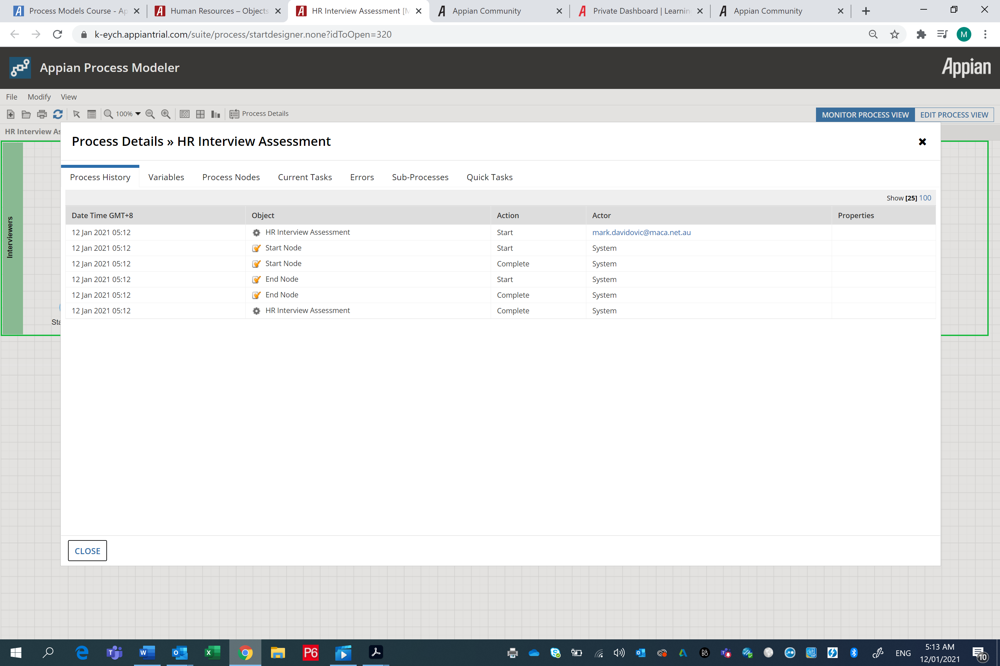 Process Models Course - Ap
Human Resources – Objects
HR Interview Assessment [M
Appian Community
Private Dashboard | Learning
Appian Community
k-eych.appiantrial.com/suite/process/startdesigner.none?idToOpen=320
M
Appian Process Modeler
Appian
File Modify View
100% Process Details
MONITOR PROCESS VIEW EDIT PROCESS VIEW
HR Interview As
Process Details » HR Interview Assessment
Process History Variables Process Nodes Current Tasks Errors Sub-Processes Quick Tasks
Show [25] 100
Date Time GMT+8 Object Action Actor Properties
12 Jan 2021 05:12 HR Interview Assessment Start mark.davidovic@maca.net.au
12 Jan 2021 05:12 Start Node Start System
12 Jan 2021 05:12 Start Node Complete System
12 Jan 2021 05:12 End Node Start System
12 Jan 2021 05:12 End Node Complete System
12 Jan 2021 05:12 HR Interview Assessment Complete System
Interviewers
Sta
CLOSE
P6
ENG
5:13 AM
12/01/2021
10